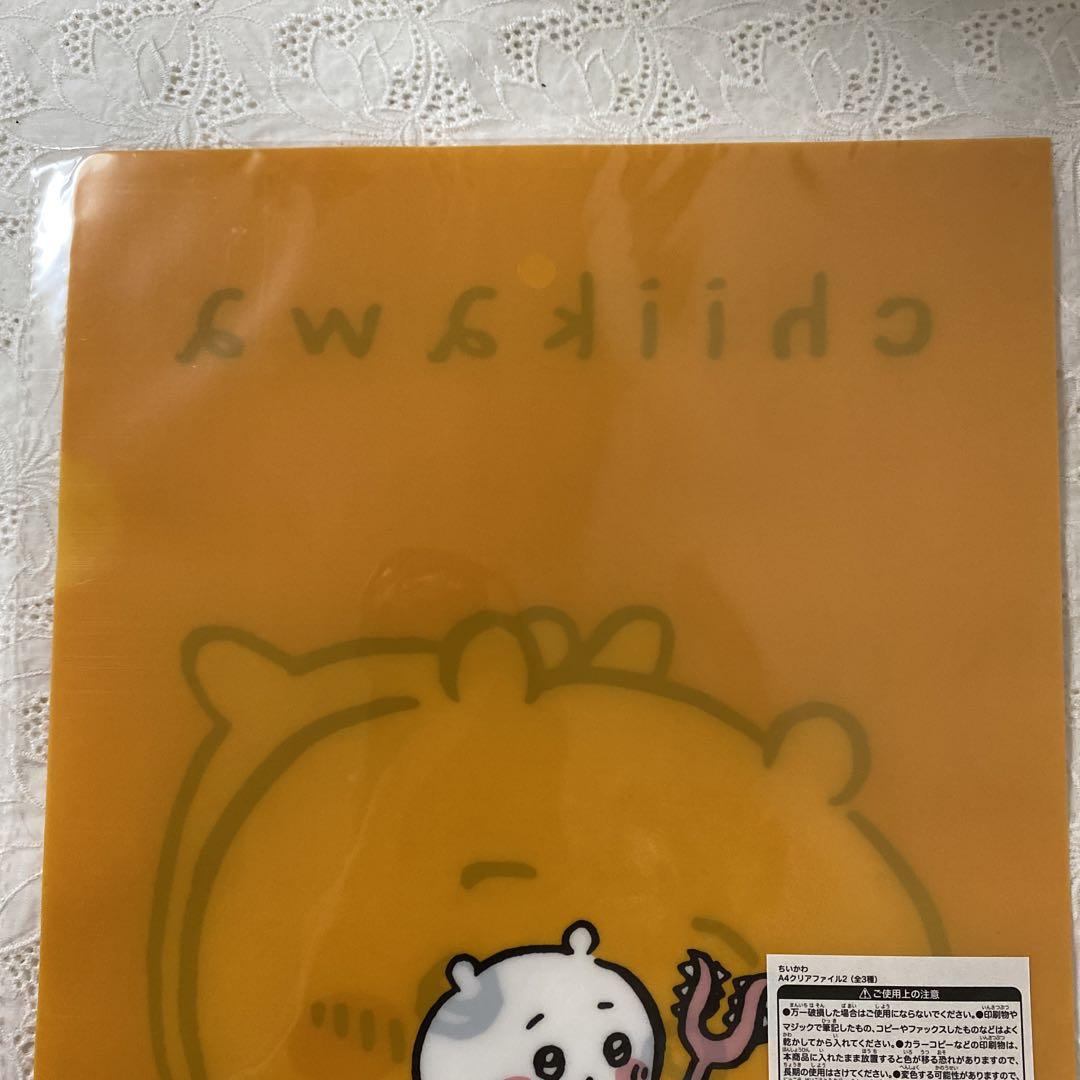 chiikawa
ちいかわ
A4クリアファイル2（全3種）
⚠ご使用上の注意
●万一破損した場合はご使用にならないでください。●印刷物や
マジックで筆記したもの、コピーやファックスしたものなどはよく
乾かしてから入れてください。●カラーコピーなどの印刷物は、
本商品に入れたまま放置すると色が移る恐れがありますので、
長期の使用はさけてください。●変色する可能性がありますので、